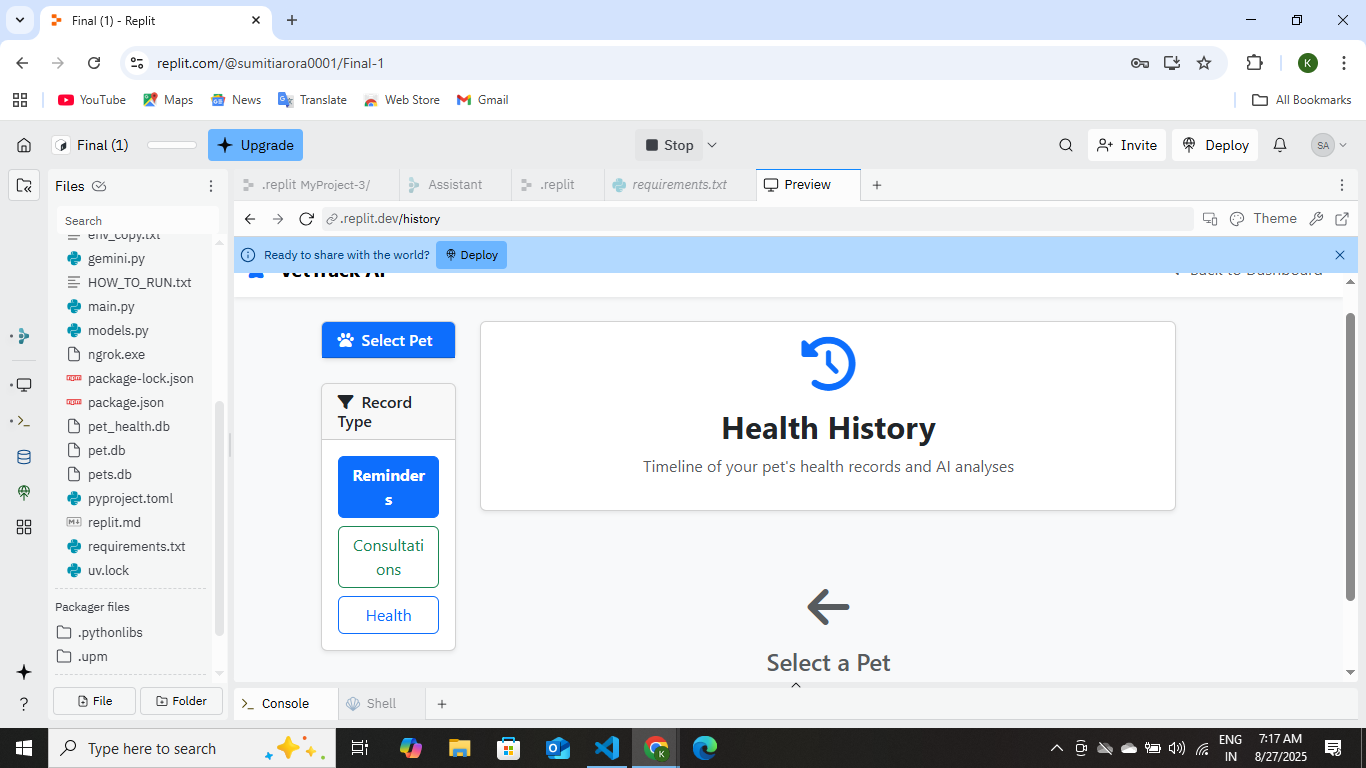 Final (1) - Replit
replit.com/@sumitiarora0001/Final-1
K
YouTube
Maps
News
Translate
Web Store
Gmail
All Bookmarks
Final (1)
Upgrade
Stop
Invite
Deploy
SA
Files
.replit MyProject-3/
Assistant
.replit
requirements.txt
Preview
Search
.replit.dev/history
Theme
env_copy.txt
gemini.py
HOW_TO_RUN.txt
main.py
models.py
ngrok.exe
package-lock.json
package.json
pet_health.db
pet.db
pets.db
pyproject.toml
replit.md
requirements.txt
uv.lock
Packager files
.pythonlibs
.upm
File
Folder
Ready to share with the world?
Deploy
VetTrack AI
Back to Dashboard
Select Pet
Record
Type
Reminder
s
Consultati
ons
Health
Health History
Timeline of your pet's health records and AI analyses
Select a Pet
Console
Shell
Type here to search
ENG
IN
7:17 AM
8/27/2025